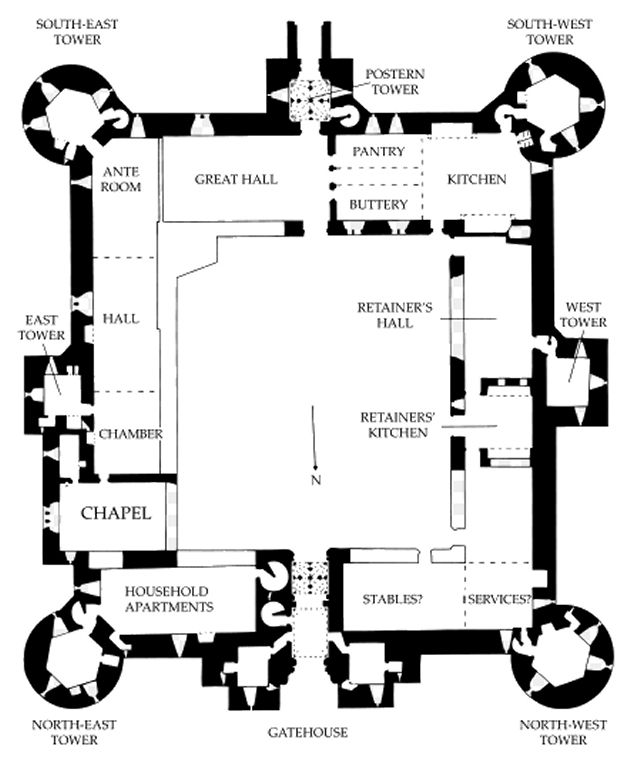 SOUTH-EAST
TOWER
SOUTH-WEST
TOWER
POSTERN
TOWER
ANTE
ROOM
GREAT HALL
PANTRY
BUTTERY
KITCHEN
EAST
TOWER
HALL
RETAINER'S
HALL
WEST
TOWER
CHAMBER
RETAINERS'
KITCHEN
N
CHAPEL
HOUSEHOLD
APARTMENTS
STABLES?
SERVICES?
NORTH-EAST
TOWER
GATEHOUSE
NORTH-WEST
TOWER